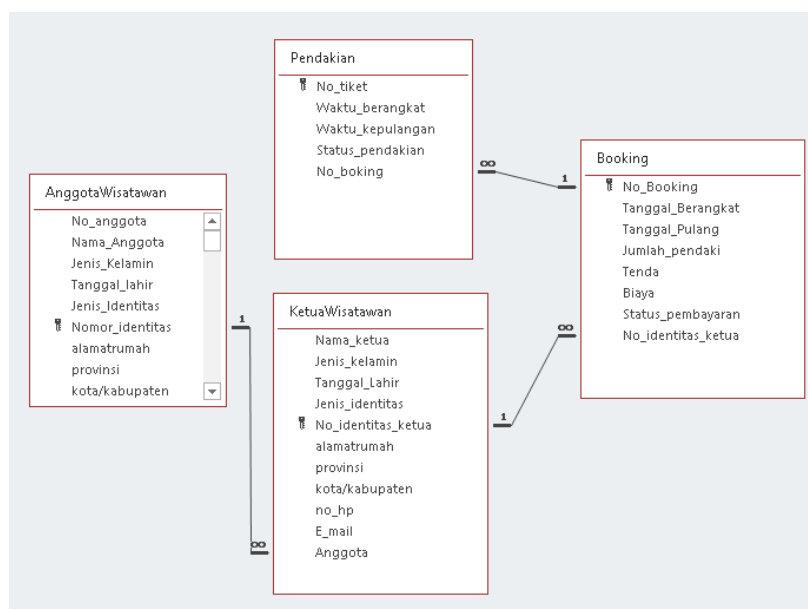 Pendakian
No_tiket
Waktu_berangkat
Waktu_kepulangan
Status_pendakian
No_boking
∞
1
Booking
No_Booking
Tanggal_Berangkat
Tanggal_Pulang
Jumlah_pendaki
Tenda
Biaya
Status_pembayaran
No_identitas_ketua
AnggotaWisatawan
No_anggota
Nama_Anggota
Jenis_Kelamin
Tanggal_lahir
Jenis_Identitas
Nomor_identitas
alamatrumah
provinsi
kota/kabupaten
1
∞
KetuaWisatawan
Nama_ketua
Jenis_kelamin
Tanggal_Lahir
Jenis_identitas
No_identitas_ketua
alamatrumah
provinsi
kota/kabupaten
no_hp
E_mail
Anggota
1
∞